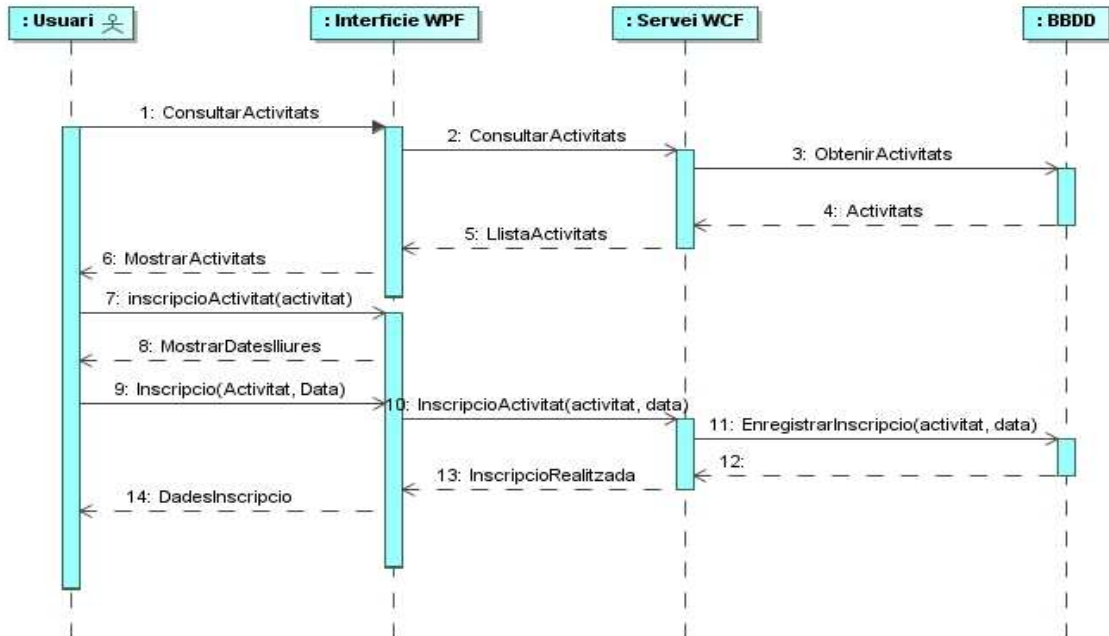 : Usuari
: Interficie WPF
: Servei WCF
: BBDD
1: ConsultarActivitats
2: ConsultarActivitats
3: ObtenirActivitats
4: Activitats
5: LlistaActivitats
6: MostrarActivitats
7: inscripcioActivitat(activitat)
8: MostrarDateslliures
9: Inscripcio(Activitat, Data)
10: InscripcioActivitat(activitat, data)
11: EnregistrarInscripcio(activitat, data)
12:
13: InscripcioRealitzada
14: DadesInscripcio